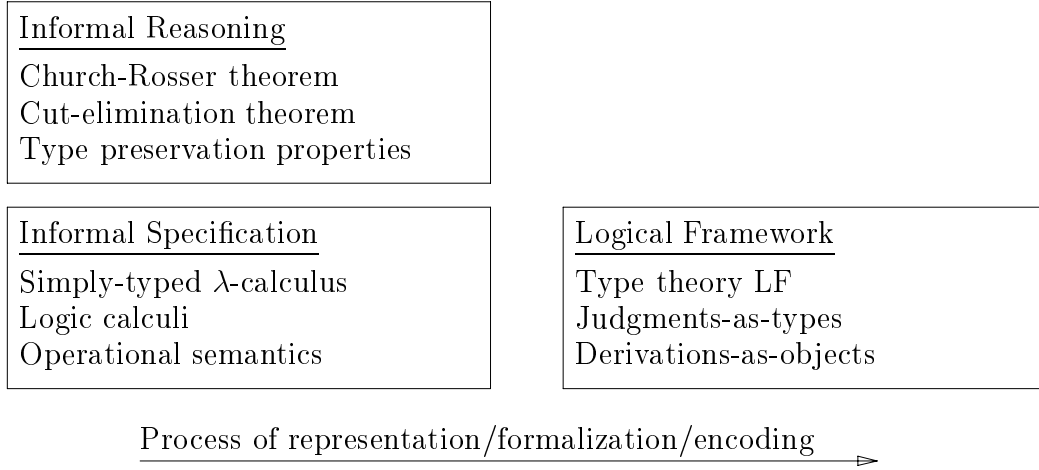 Informal Reasoning
Church-Rosser theorem
Cut-elimination theorem
Type preservation properties
Informal Specification
Simply-typed λ-calculus
Logic calculi
Operational semantics
Logical Framework
Type theory LF
Judgments-as-types
Derivations-as-objects
Process of representation/formalization/encoding